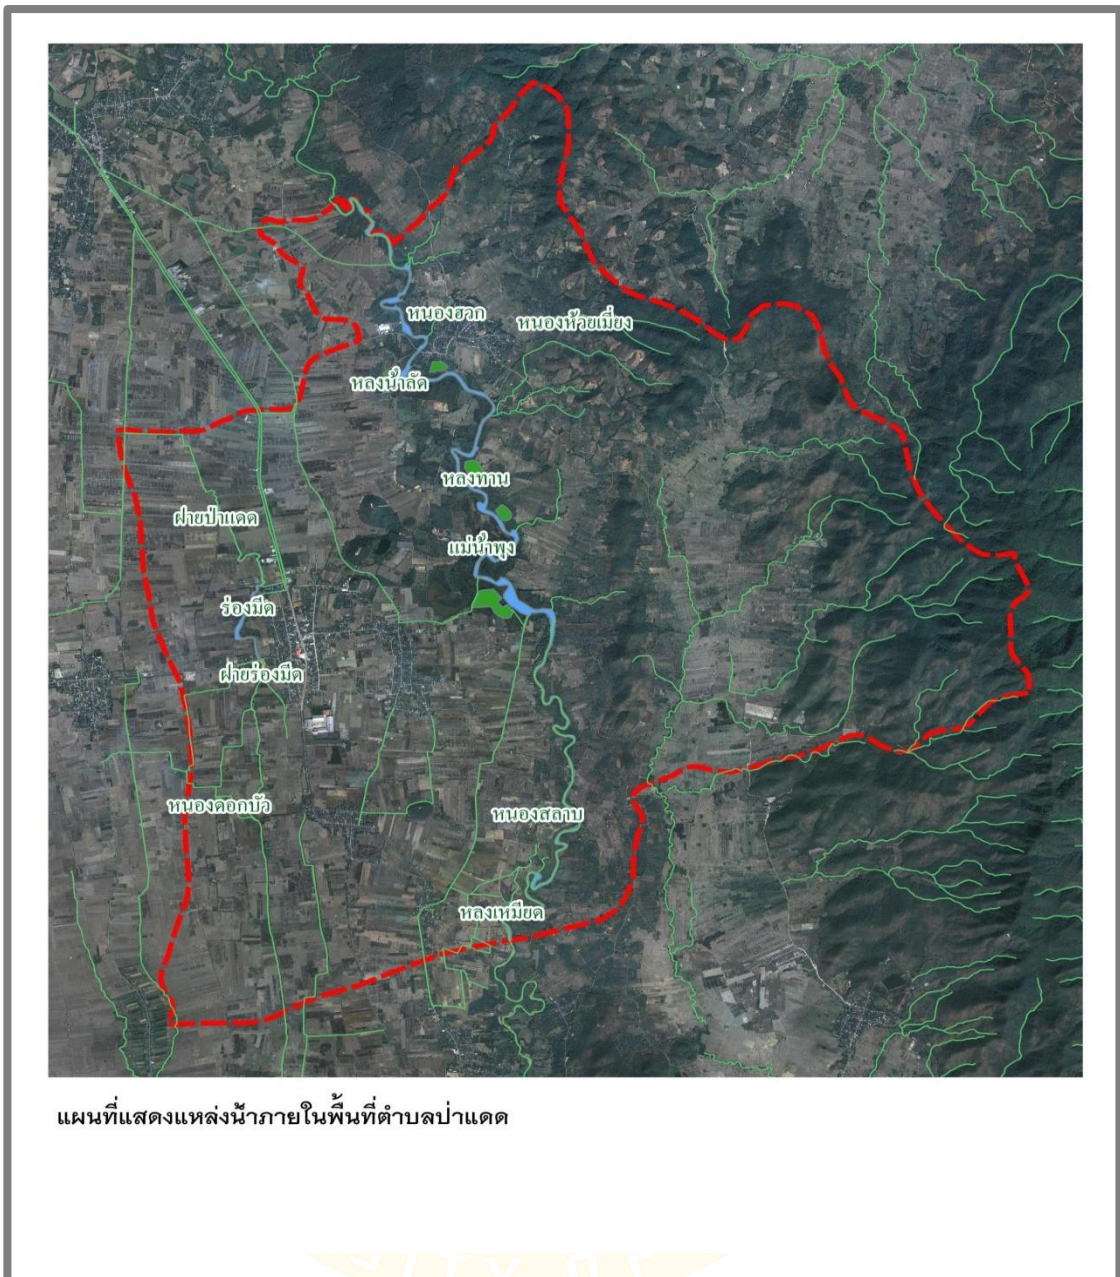 หนองฮวก
หนองห้วยเมี่ยง
หลงน้ำลัด
หลงทาน
ฝายป่าแดด
แม่น้ำพุง
ร่องมืด
ฝายร่องมืด
หนองดอกบัว
หนองสลาบ
หลงเหมียด
แผนที่แสดงแหล่งน้ำภายในพื้นที่ตำบลป่าแดด